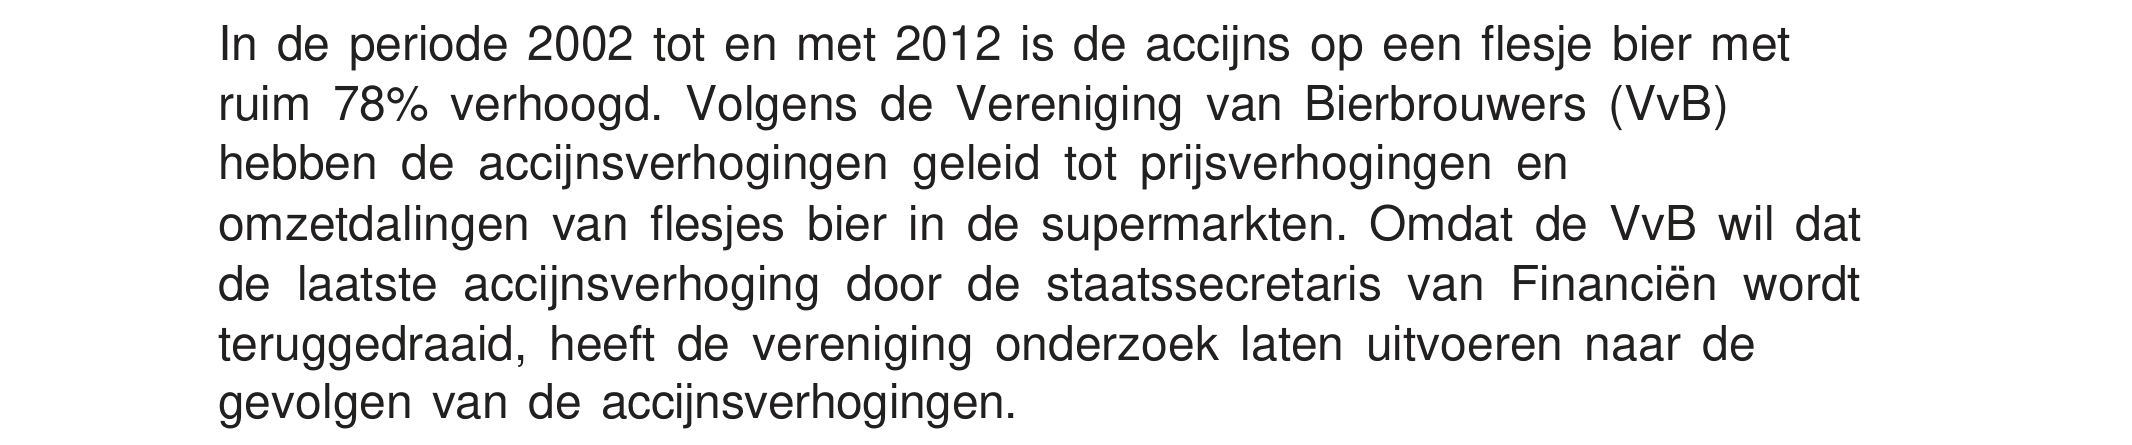 In de periode 2002 tot en met 2012 is de accijns op een flesje bier met
ruim 78% verhoogd. Volgens de Vereniging van Bierbrouwers (VvB)
hebben de accijnsverhogingen geleid tot prijsverhogingen en
omzetdalingen van flesjes bier in de supermarkten. Omdat de VvB wil dat
de laatste accijnsverhoging door de staatssecretaris van Financiën wordt
teruggedraaid, heeft de vereniging onderzoek laten uitvoeren naar de
gevolgen van de accijnsverhogingen.